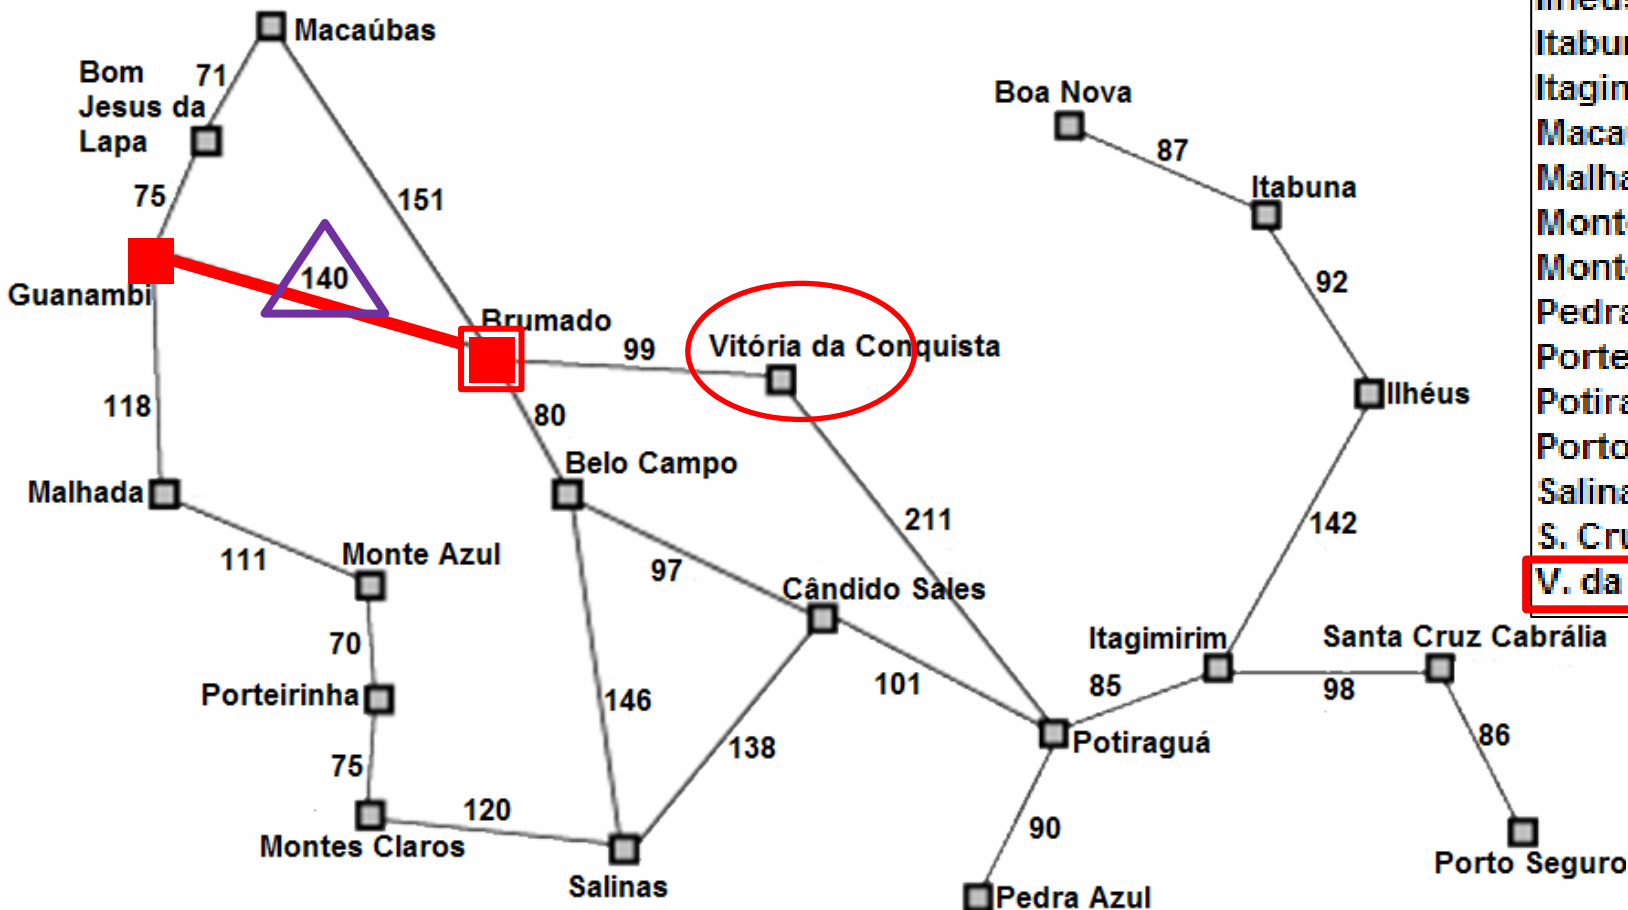 Macaúbas
Bom
Jesus da
Lapa
71
75
151
Guanambi
140
Brumado
99
Vitória da Conquista
118
80
Belo Campo
Malhada
111
Monte Azul
97
Cândido Sales
211
70
Porteirinha
75
146
138
120
Montes Claros
Salinas
101
Potiraguá
85
90
Pedra Azul
Boa Nova
87
Itabuna
92
Ilhéus
142
Itagimirim
Santa Cruz Cabrália
98
86
Porto Seguro
V. da